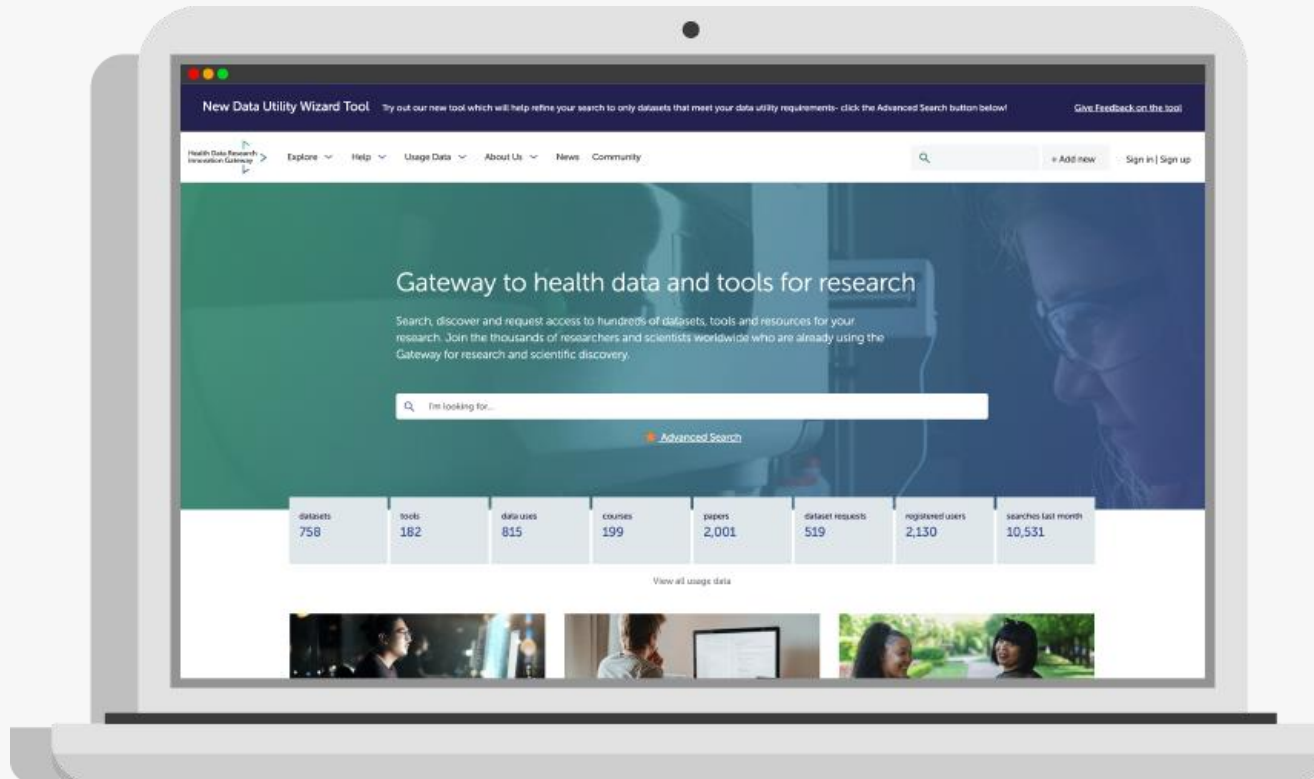 New Data Utility Wizard Tool Try out our new tool which will help refine your search to only datasets that meet your data utility requirements- click the Advanced Search button below! Give Feedback on the tool
Health Data Research
Innovation Gateway
Explore Help Usage Data About Us News Community + Add new Sign in | Sign up
Gateway to health data and tools for research
Search, discover and request access to hundreds of datasets, tools and resources for your
research. Join the thousands of researchers and scientists worldwide who are already using the
Gateway for research and scientific discovery.
I'm looking for...
Advanced Search
datasets tools data uses courses papers dataset requests registered users searches last month
758 182 815 199 2,001 519 2,130 10,531
View all usage data